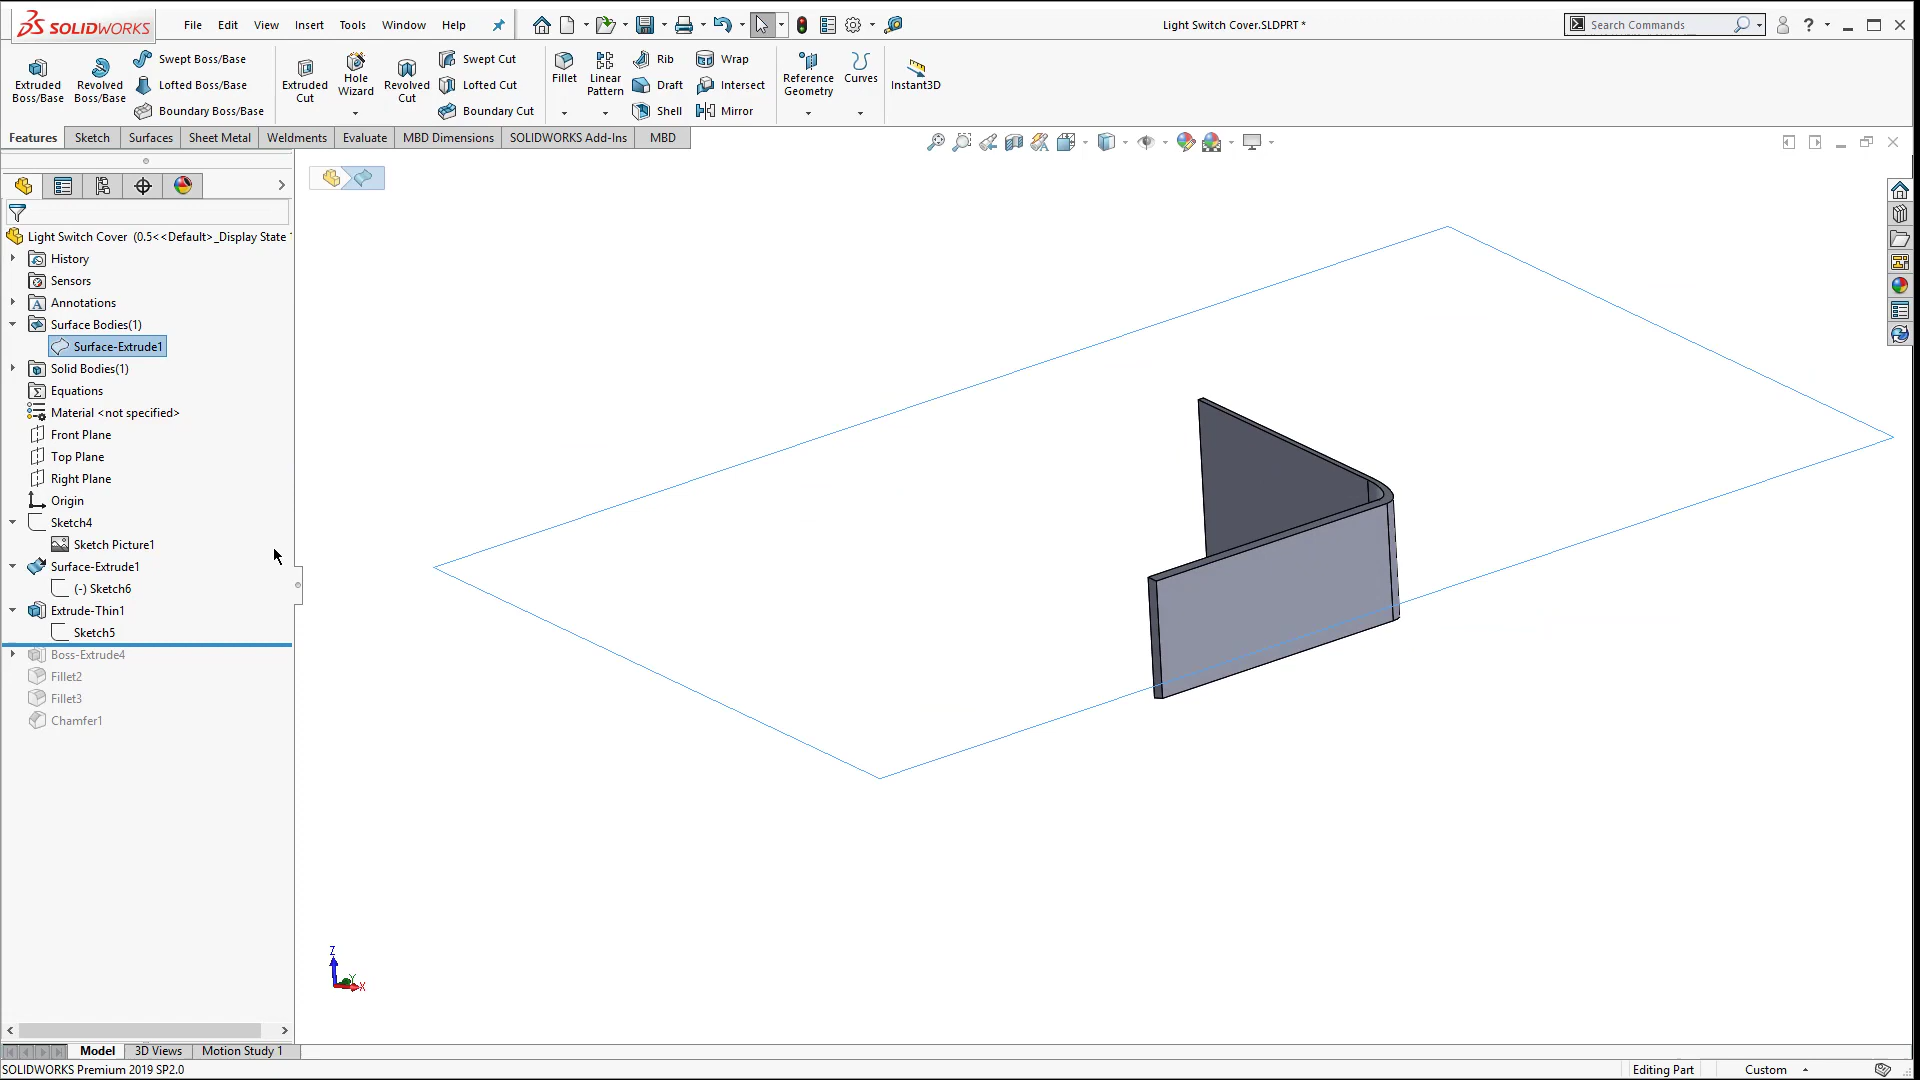 SOLIDWORKS File Edit View Insert Tools Window Help Light Switch Cover.SLDPRT * Search Commands ?
Extruded Boss/Base
Revolved Boss/Base
Swept Boss/Base
Lofted Boss/Base
Boundary Boss/Base
Extruded Cut
Hole Wizard
Revolved Cut
Swept Cut
Lofted Cut
Boundary Cut
Fillet
Linear Pattern
Rib
Draft
Shell
Wrap
Intersect
Mirror
Reference Geometry
Curves
Instant3D
Features Sketch Surfaces Sheet Metal Weldments Evaluate MBD Dimensions SOLIDWORKS Add-Ins MBD
Light Switch Cover (0.5<<Default>_Display State
History
Sensors
Annotations
Surface Bodies(1)
Surface-Extrude1
Solid Bodies(1)
Equations
Material <not specified>
Front Plane
Top Plane
Right Plane
Origin
Sketch4
Sketch Picture1
Surface-Extrude1
(-) Sketch6
Extrude-Thin1
Sketch5
Boss-Extrude4
Fillet2
Fillet3
Chamfer1
Z
Y
X
Model 3D Views Motion Study 1
SOLIDWORKS Premium 2019 SP2.0 Editing Part Custom